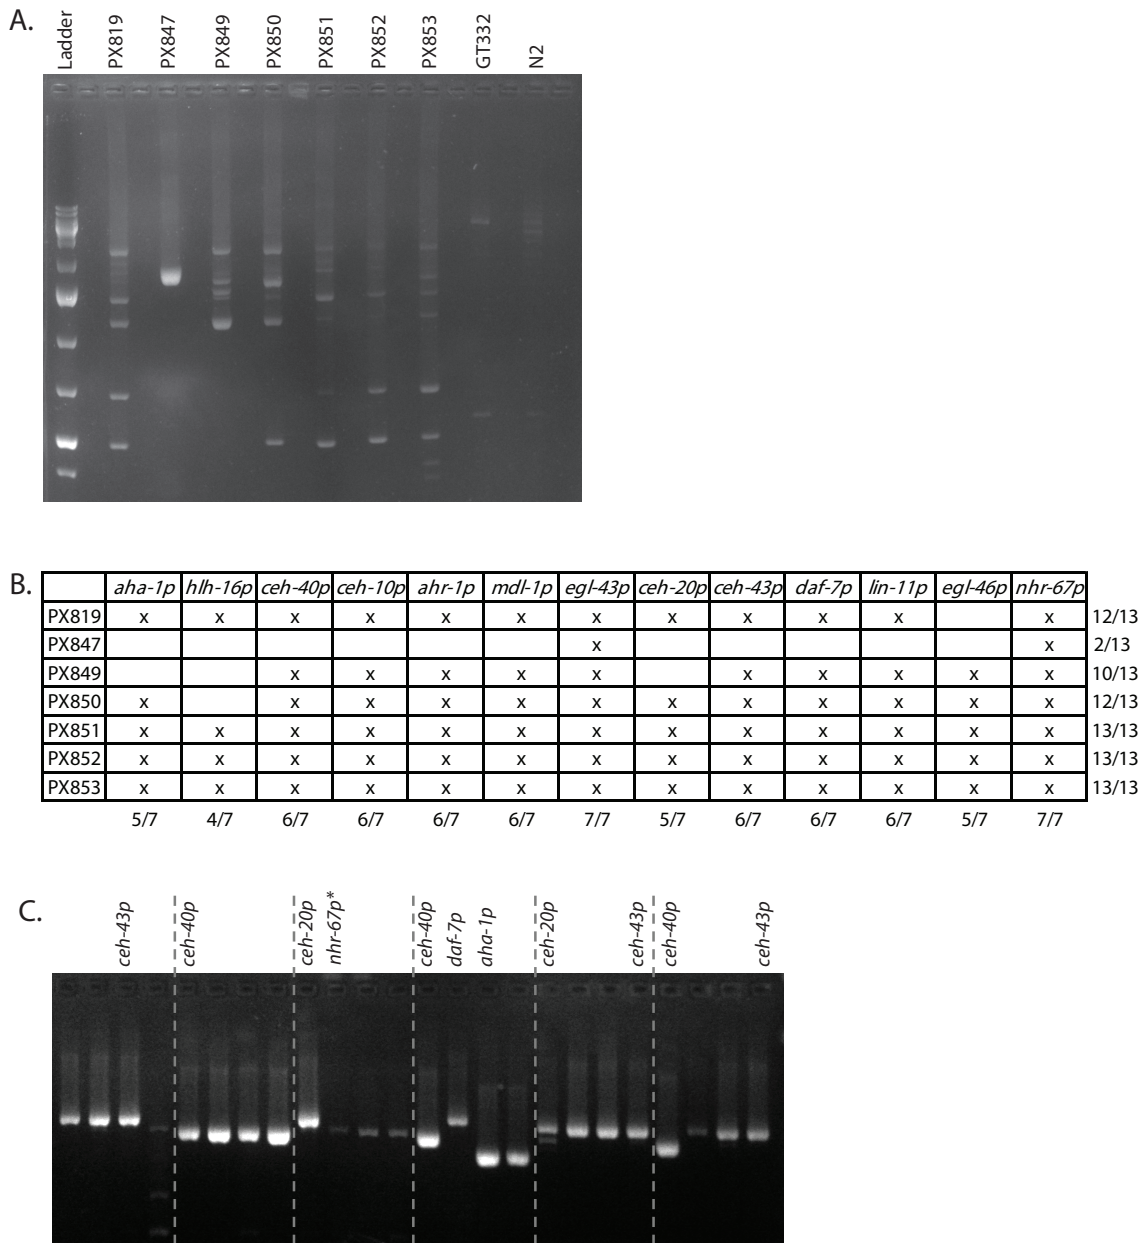 A.
Ladder
PX819
PX847
PX849
PX850
PX851
PX852
PX853
GT332
N2
B.
aha-1p hlh-16p ceh-40p ceh-10p ahr-1p mdl-1p egl-43p ceh-20p ceh-43p daf-7p lin-11p egl-46p nhr-67p
PX819 x x x x x x x x x x x x 12/13
PX847 x x 2/13
PX849 x x x x x x x x x x 10/13
PX850 x x x x x x x x x x x x 12/13
PX851 x x x x x x x x x x x x x 13/13
PX852 x x x x x x x x x x x x x 13/13
PX853 x x x x x x x x x x x x x 13/13
5/7 4/7 6/7 6/7 6/7 6/7 7/7 5/7 6/7 6/7 6/7 5/7 7/7
C.
ceh-43p
ceh-40p
ceh-20p
nhr-67p*
ceh-40p
daf-7p
aha-1p
ceh-20p
ceh-43p
ceh-40p
ceh-43p